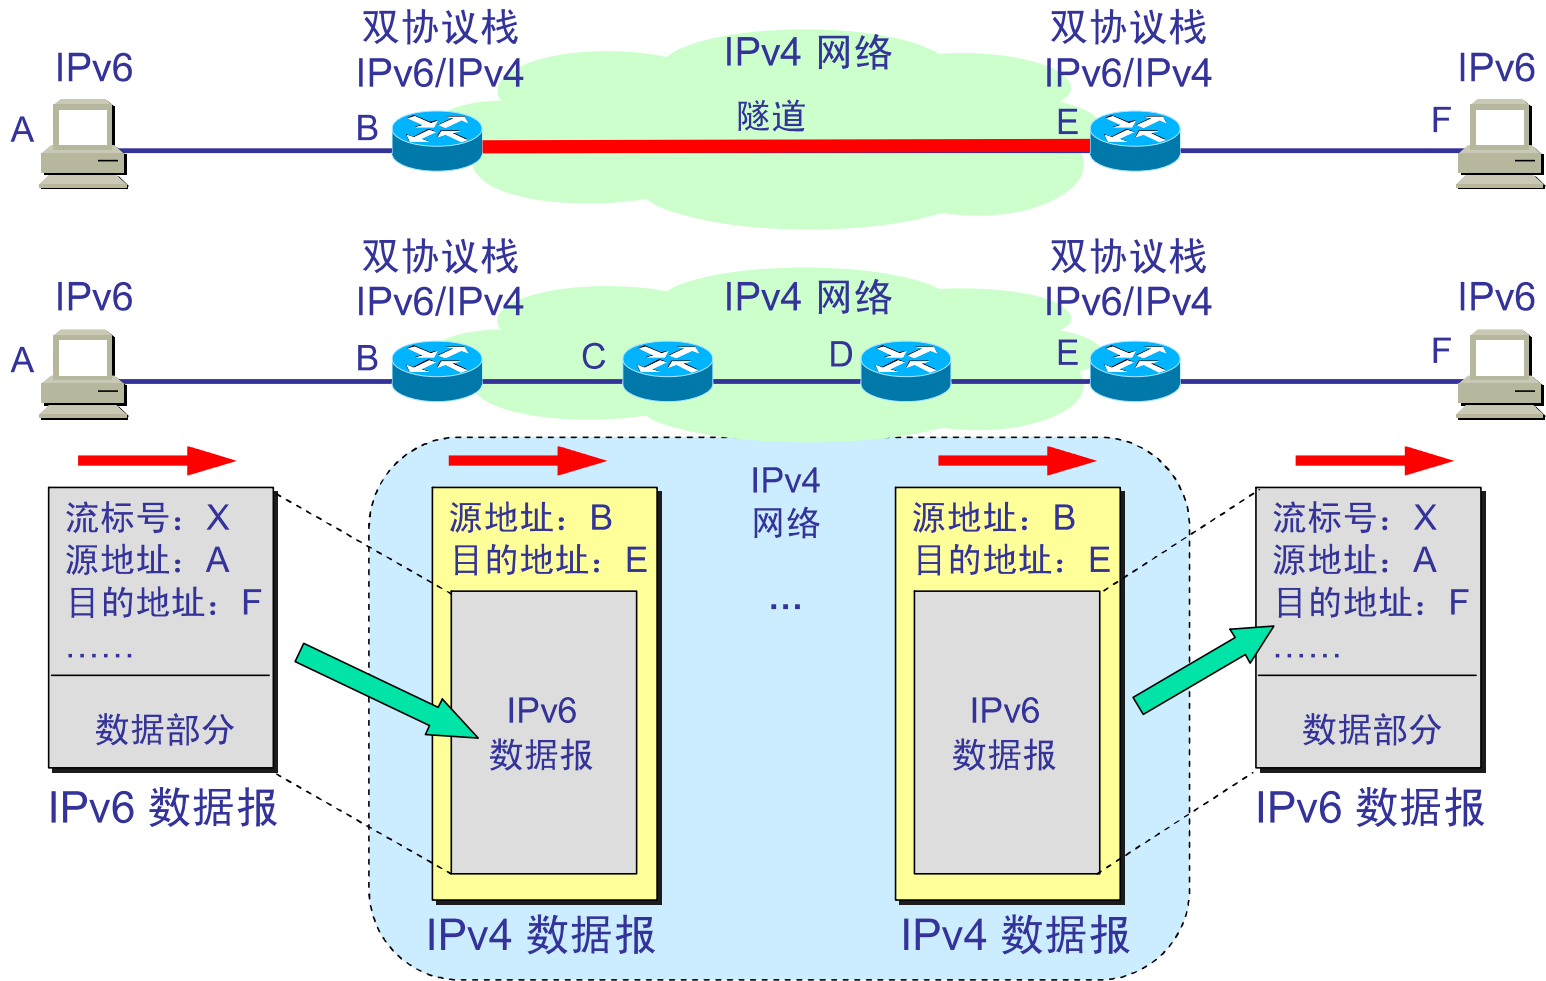 双协议栈
IPv6/IPv4
IPv4 网络
双协议栈
IPv6/IPv4
IPv6
IPv6
A
B
隧道
E
F
双协议栈
IPv6/IPv4
IPv4 网络
双协议栈
IPv6/IPv4
IPv6
IPv6
A
B
C
D
E
F
流标号：X
源地址：A
目的地址：F
……
数据部分
IPv6 数据报
源地址：B
目的地址：E
IPv6
数据报
IPv4 数据报
IPv4
网络
…
源地址：B
目的地址：E
IPv6
数据报
IPv4 数据报
流标号：X
源地址：A
目的地址：F
……
数据部分
IPv6 数据报